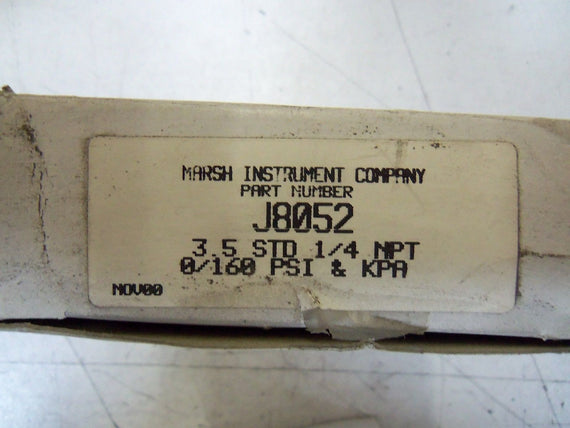 MARSH INSTRUMENT COMPANY
PART NUMBER
J8052
3.5 STD 1/4 NPT
0/160 PSI & KPA
NOV00